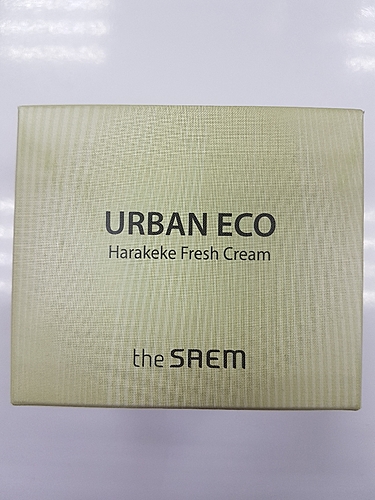 URBAN ECO
Harakeke Fresh Cream
the SAEM